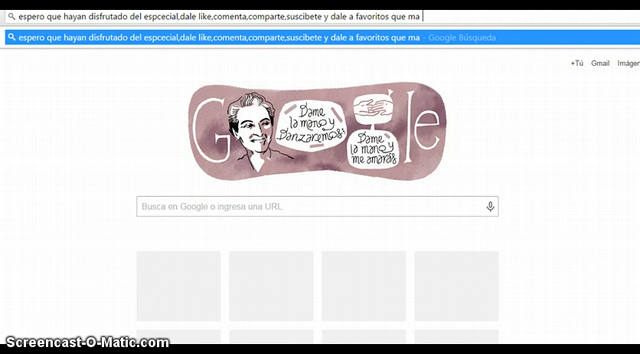 espero que hayan disfrutado del espcecial,dale like,comenta,comparte,suscibete y dale a favoritos que ma
espero que hayan disfrutado del espcecial,dale like,comenta,comparte,suscibete y dale a favoritos que ma - Google Búsqueda
+Tú Gmail Imágen
G gle
Dame
la mano y
Danzaremos
Dame
la mano y
me amarás
Busca en Google o ingresa una URL
Screencast-O-Matic.com